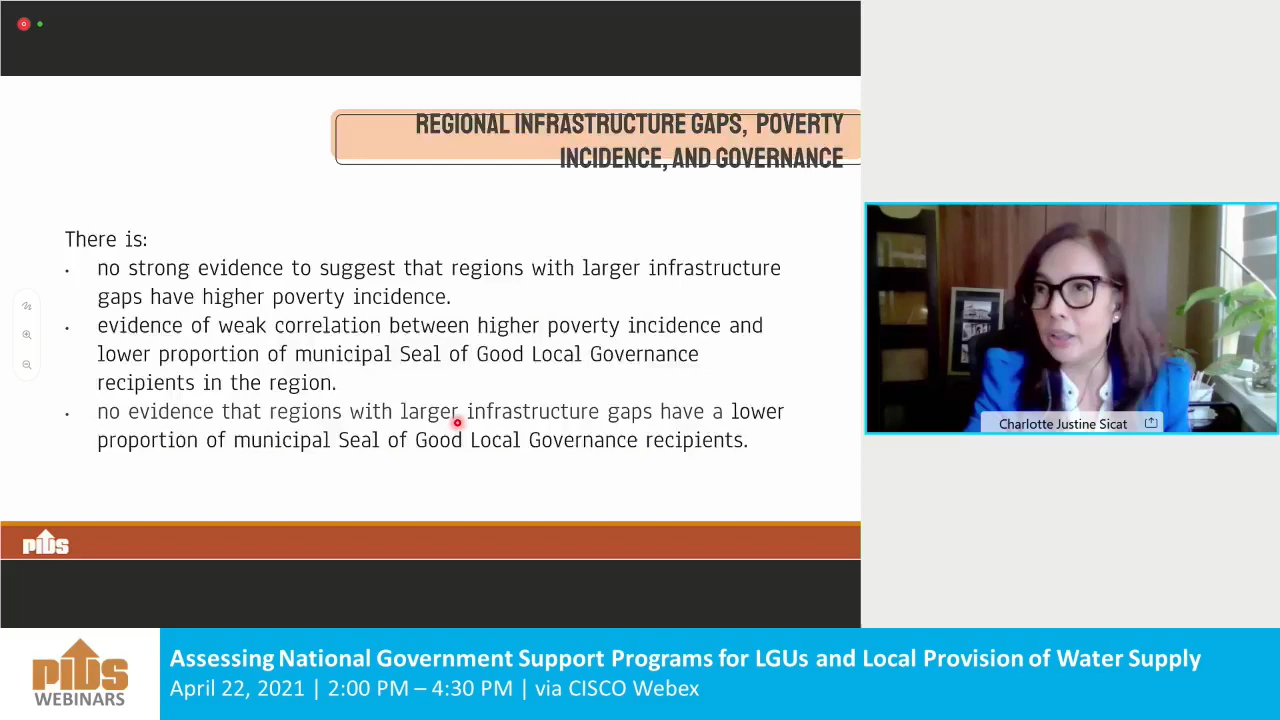 REGIONAL INFRASTRUCTURE GAPS, POVERTY
INCIDENCE, AND GOVERNANCE
There is:
• no strong evidence to suggest that regions with larger infrastructure
gaps have higher poverty incidence.
• evidence of weak correlation between higher poverty incidence and
lower proportion of municipal Seal of Good Local Governance
recipients in the region.
• no evidence that regions with larger infrastructure gaps have a lower
proportion of municipal Seal of Good Local Governance recipients.
PIDS
Charlotte Justine Sicat
PIDS
WEBINARS
Assessing National Government Support Programs for LGUs and Local Provision of Water Supply
April 22, 2021 | 2:00 PM – 4:30 PM | via CISCO Webex